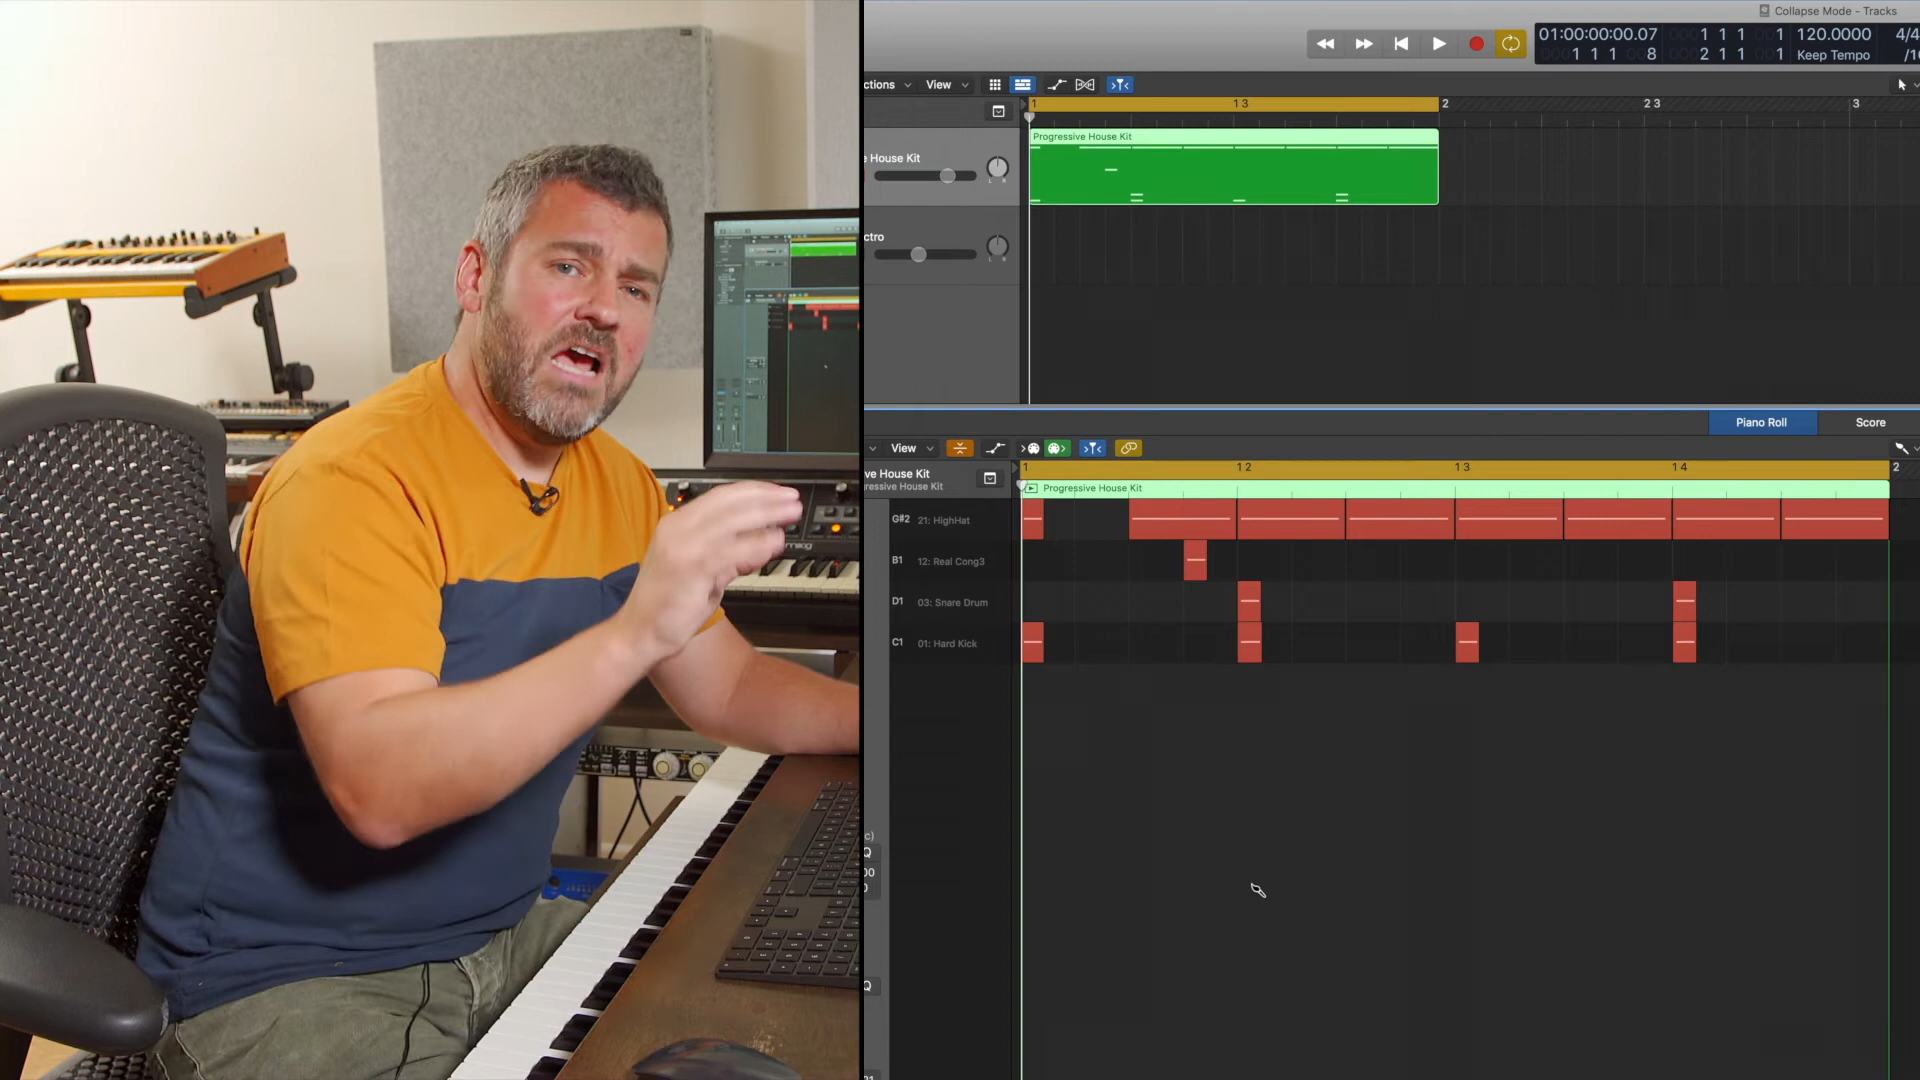 Collapse Mode - Tracks
01:00:00:00.07
1 1 1 8
1 1 1 1
2 1 1 1
120.0000
Keep Tempo
4/4
/16
ctions
View
1
1 3
2
2 3
3
Progressive House Kit
e House Kit
L R
ctro
L R
Piano Roll
Score
View
ve House Kit
ressive House Kit
1
1 2
1 3
1 4
2
Progressive House Kit
G#2 21: HighHat
B1 12: Real Cong3
D1 03: Snare Drum
C1 01: Hard Kick
c)
Q
00
0
Q
moog